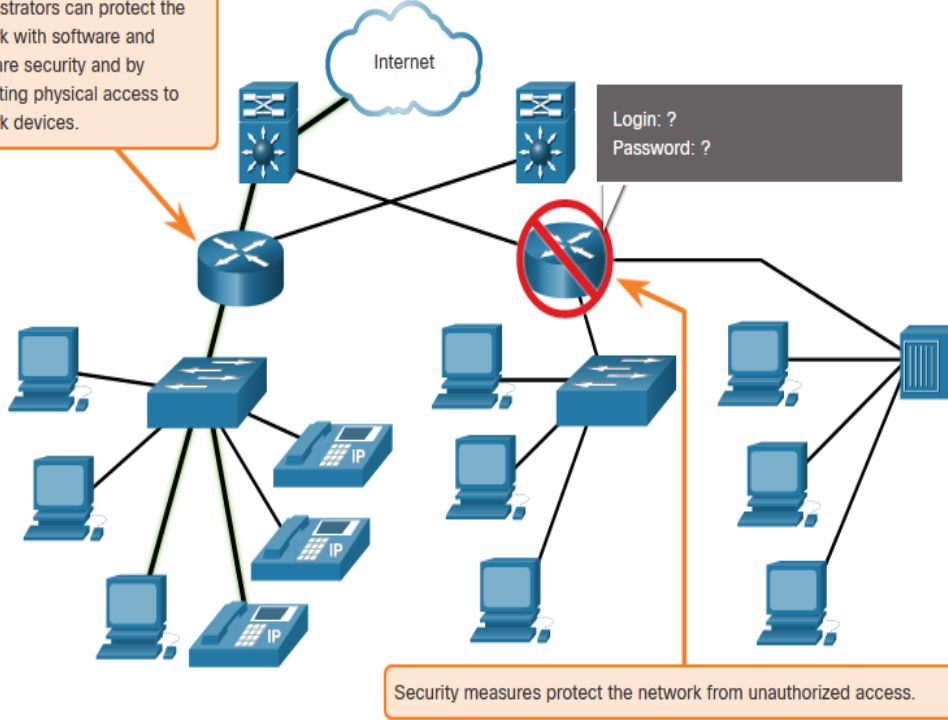 strators can protect the
k with software and
are security and by
ting physical access to
k devices.
Internet
Login: ?
Password: ?
IP
IP
IP
Security measures protect the network from unauthorized access.